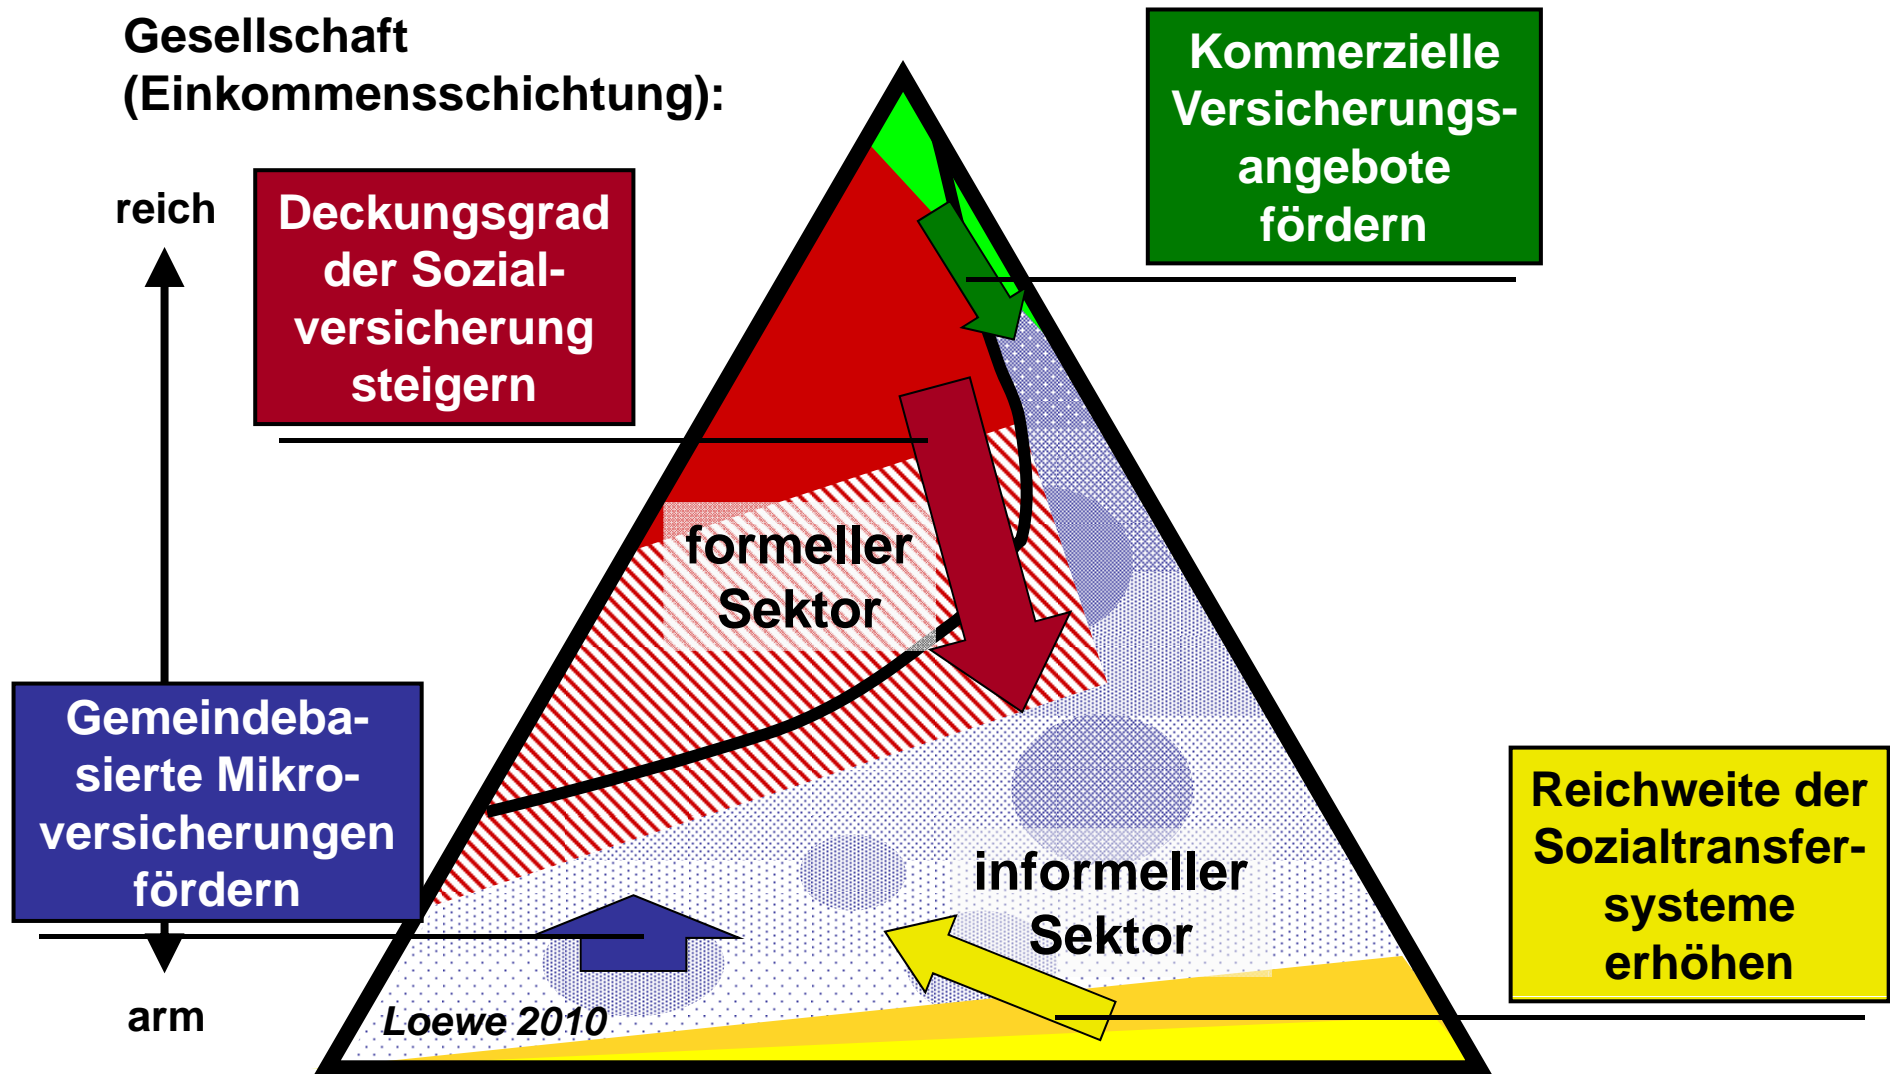 Gesellschaft
(Einkommensschichtung):
Kommerzielle
Versicherungs-
angebote
fördern
reich
Deckungsgrad
der Sozial-
versicherung
steigern
formeller
Sektor
Gemeindeba-
sierte Mikro-
versicherungen
fördern
Reichweite der
Sozialtransfer-
systeme
erhöhen
informeller
Sektor
arm
Loewe 2010